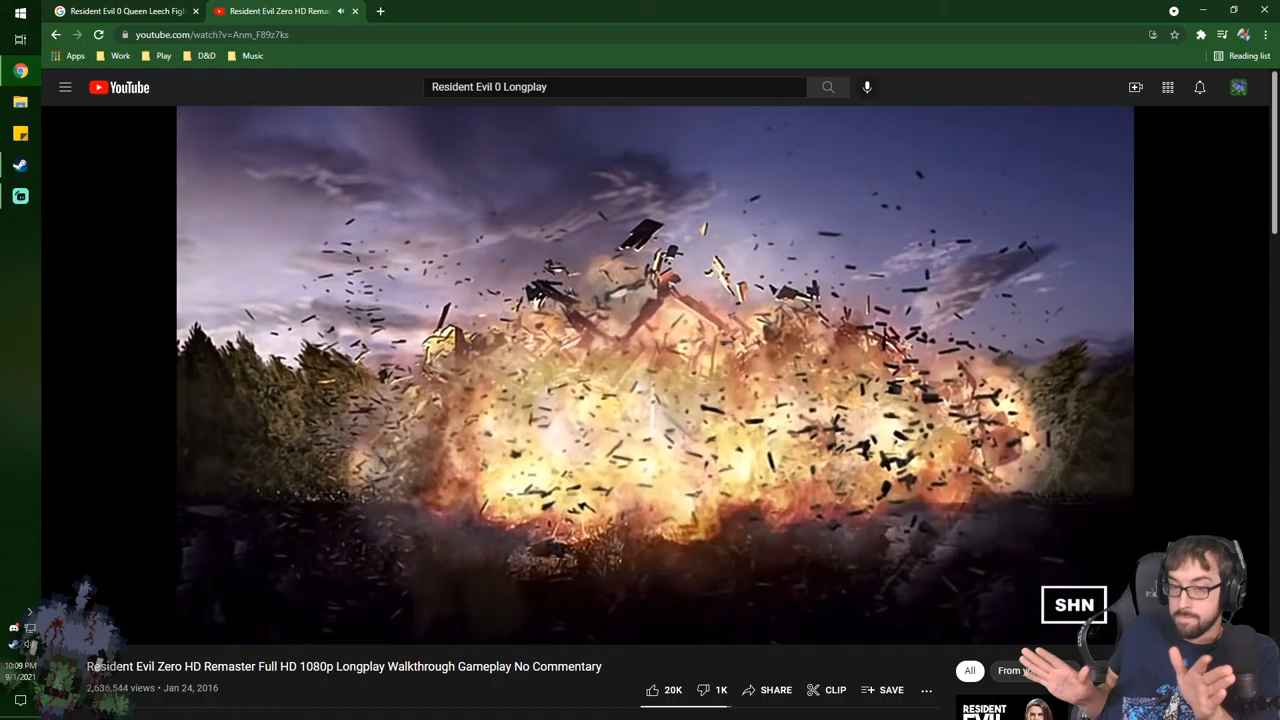 Resident Evil 0 Queen Leech Figh
Resident Evil Zero HD Remas
youtube.com/watch?v=Anm_F89z7ks
Apps Work Play D&D Music Reading list
YouTube
Resident Evil 0 Longplay
SHN
Resident Evil Zero HD Remaster Full HD 1080p Longplay Walkthrough Gameplay No Commentary
2,636,544 views • Jan 24, 2016
20K 1K SHARE CLIP SAVE
All From yo
RESIDENT
EVIL
10:09 PM
9/1/2021